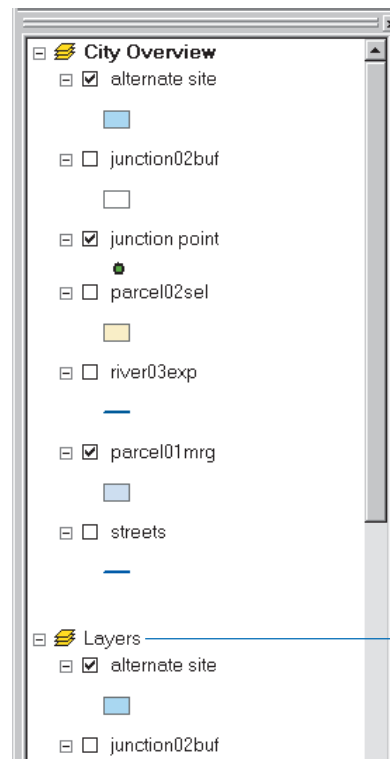 City Overview
alternate site
junction02buf
junction point
parcel02sel
river03exp
parcel01mrg
streets
Layers
alternate site
junction02buf